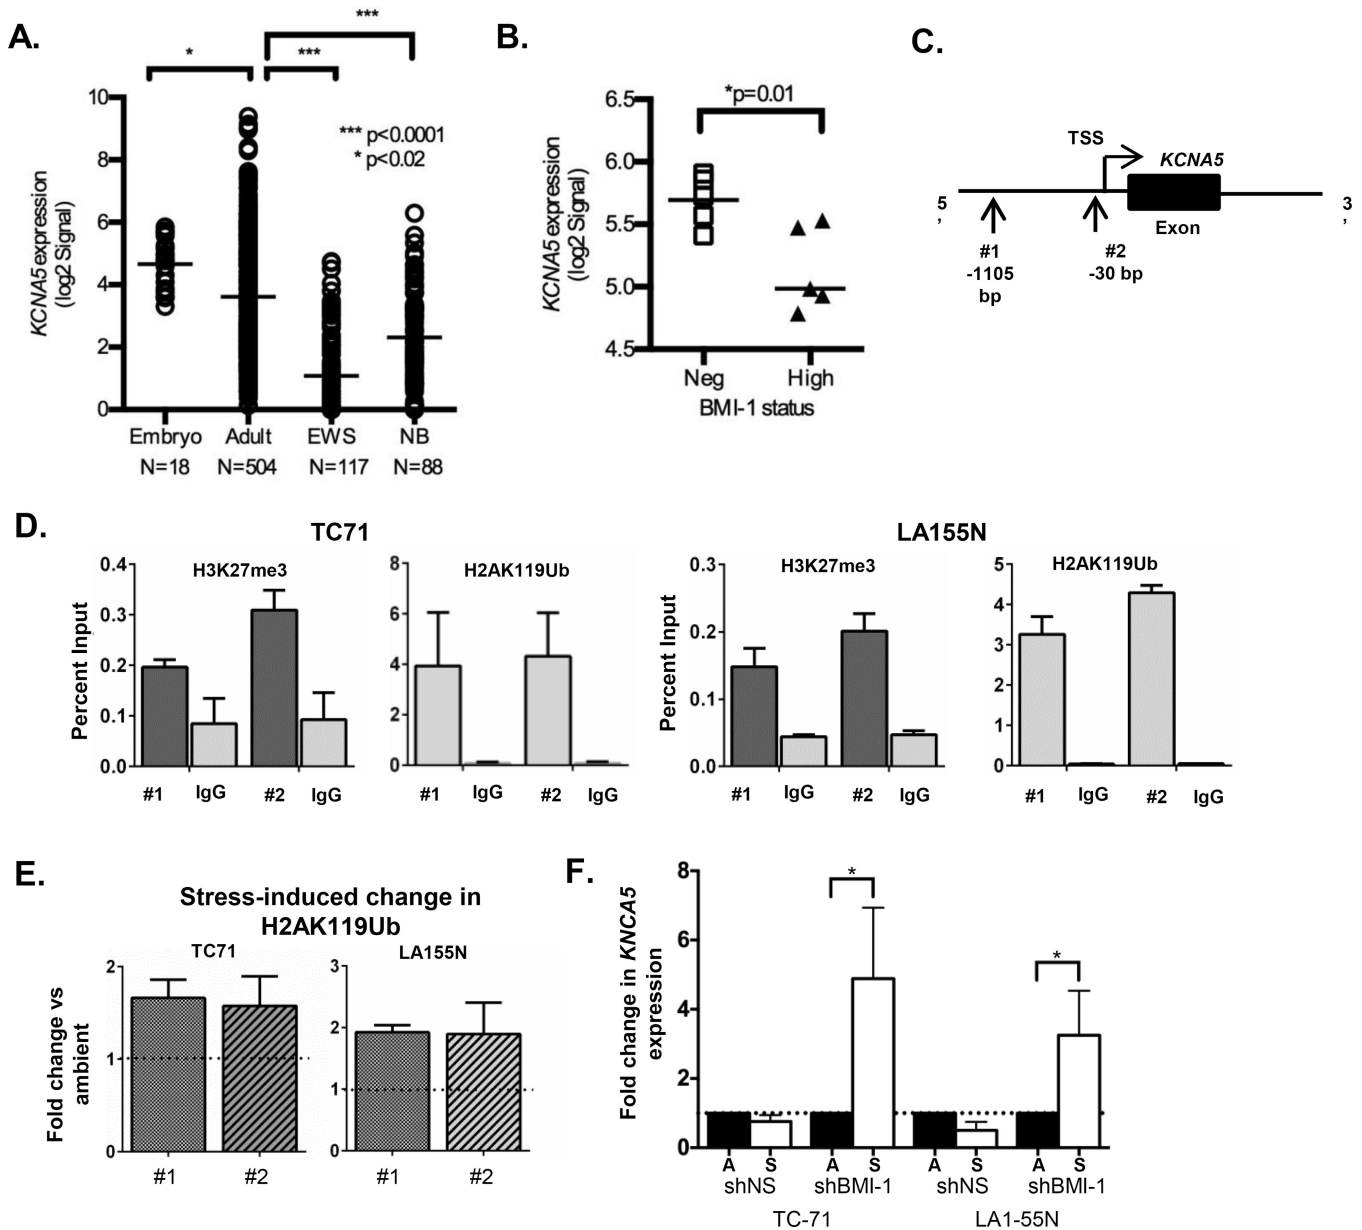 A.
***
*
***
10
8
6
4
2
0
KCNA5 expression
(log2 Signal)
*** p<0.0001
* p<0.02
Embryo
Adult
EWS
NB
N=18
N=504
N=117
N=88
B.
*p=0.01
6.5
6.0
5.5
5.0
4.5
KCNA5 expression
(log2 Signal)
Neg
High
BMI-1 status
C.
TSS
KCNA5
5
,
3
,
Exon
#1
-1105
bp
#2
-30 bp
D.
TC71
LA155N
Percent Input
H3K27me3
0.4
0.3
0.2
0.1
0.0
#1
IgG
#2
IgG
H2AK119Ub
8
6
4
2
0
#1
IgG
#2
IgG
Percent Input
H3K27me3
0.3
0.2
0.1
0.0
#1
IgG
#2
IgG
H2AK119Ub
5
4
3
2
1
0
#1
IgG
#2
IgG
E.
Stress-induced change in
H2AK119Ub
Fold change vs
ambient
TC71
2
1
0
#1
#2
LA155N
3
2
1
0
#1
#2
F.
Fold change in KNCA5
expression
8
6
4
2
0
*
*
A
S
A
S
A
S
A
S
shNS
shBMI-1
shNS
shBMI-1
TC-71
LA1-55N